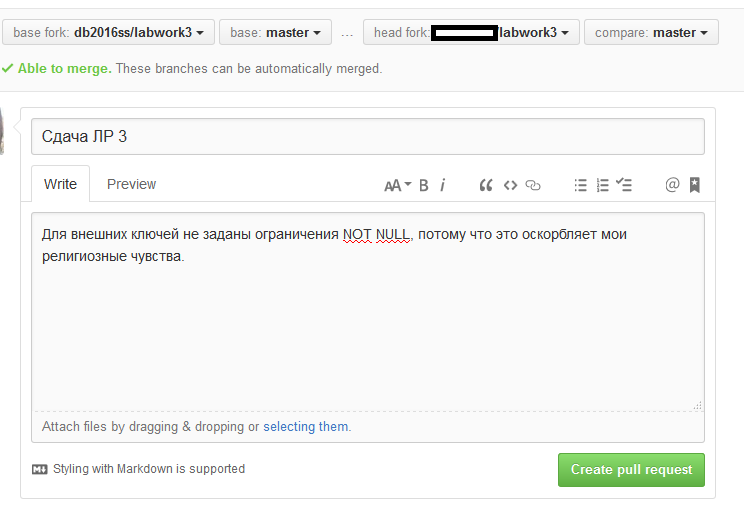 base fork: db2016ss/labwork3 base: master ... head fork: /labwork3 compare: master
Able to merge. These branches can be automatically merged.
Сдача ЛР 3
Write Preview AA B i @
Для внешних ключей не заданы ограничения NOT NULL, потому что это оскорбляет мои
религиозные чувства.
Attach files by dragging & dropping or selecting them.
Styling with Markdown is supported Create pull request